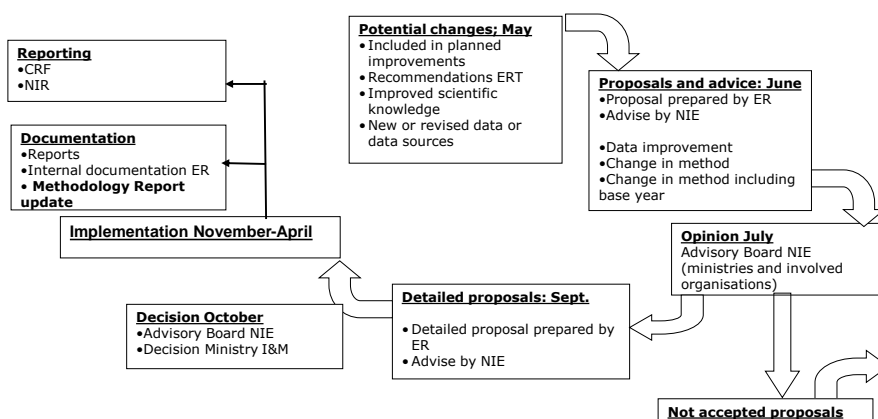 Potential changes; May
•Included in planned
improvements
•Recommendations ERT
•Improved scientific
knowledge
•New or revised data or
data sources
Proposals and advice: June
•Proposal prepared by ER
•Advise by NIE
•Data improvement
•Change in method
•Change in method including
base year
Opinion July
Advisory Board NIE
(ministries and involved
organisations)
Not accepted proposals
Detailed proposals: Sept.
•Detailed proposal prepared by
ER
•Advise by NIE
Decision October
•Advisory Board NIE
•Decision Ministry I&M
Implementation November-April
Documentation
•Reports
•Internal documentation ER
• Methodology Report
update
Reporting
•CRF
•NIR